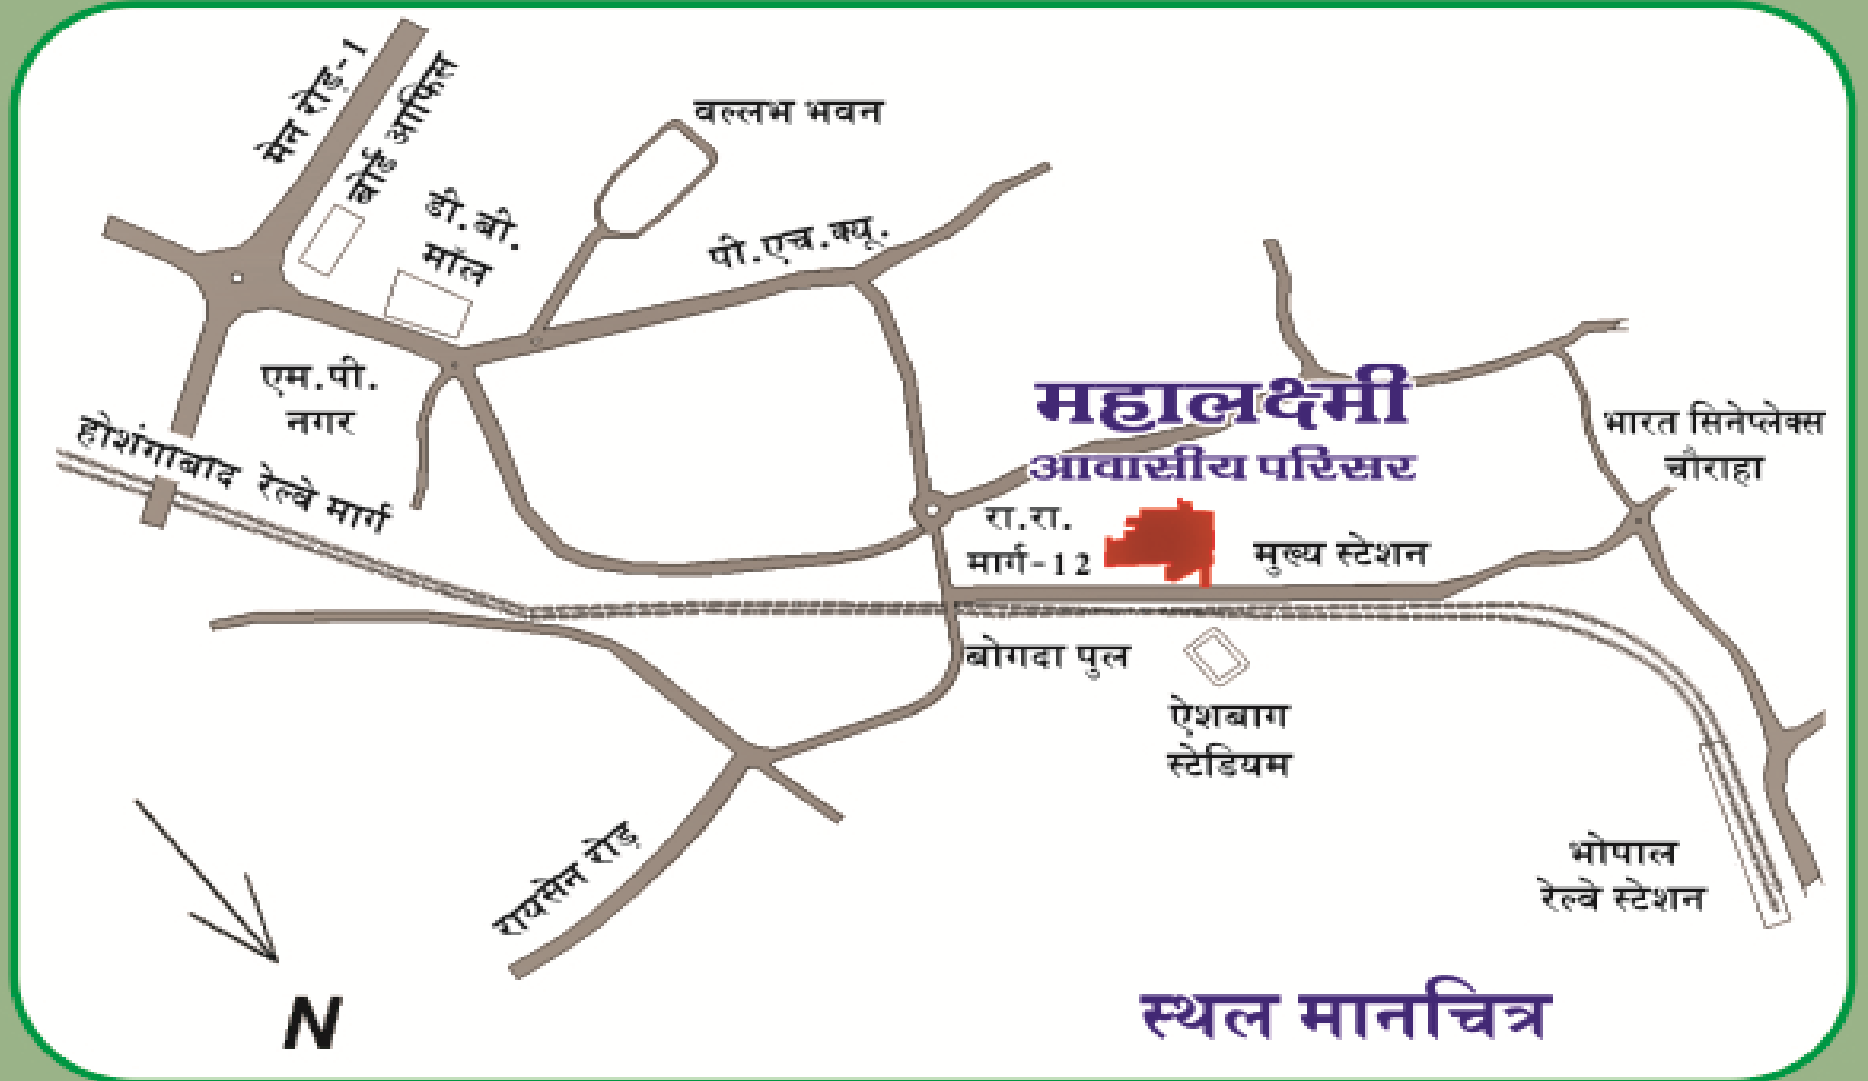 मेन रोड़-1
बोर्ड आफिस
वल्लभ भवन
डी.बी.
मॉल
पी.एच.क्यू.
एम.पी.
नगर
होशंगाबाद रेल्वे मार्ग
महालक्ष्मी
आवासीय परिसर
भारत सिनेप्लेक्स
चौराहा
रा.रा.
मार्ग-12
मुख्य स्टेशन
बोगदा पुल
ऐशबाग
स्टेडियम
रायसेन रोड़
भोपाल
रेल्वे स्टेशन
N
स्थल मानचित्र